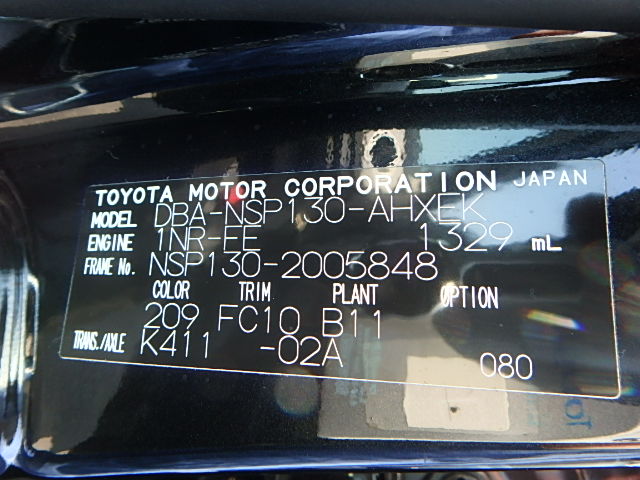 TOYOTA MOTOR CORPORATION JAPAN
MODEL DBA-NSP130-AHXEK
ENGINE 1NR-FE 1329 mL
FRAME No. NSP130-2005848
COLOR TRIM PLANT OPTION
209 FC10 B11
TRANS./AXLE K411 -02A
080